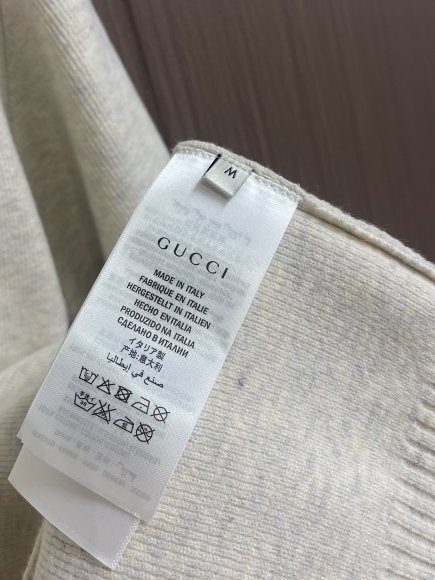 M
GUCCI
MADE IN ITALY
FABRIQUE EN ITALIE
HERGESTELLT IN ITALIEN
HECHO EN ITALIA
PRODUZIDO NA ITALIA
СДЕЛАНО В ИТАЛИИ
イタリア製
产地:意大利
صنع في إيطاليا